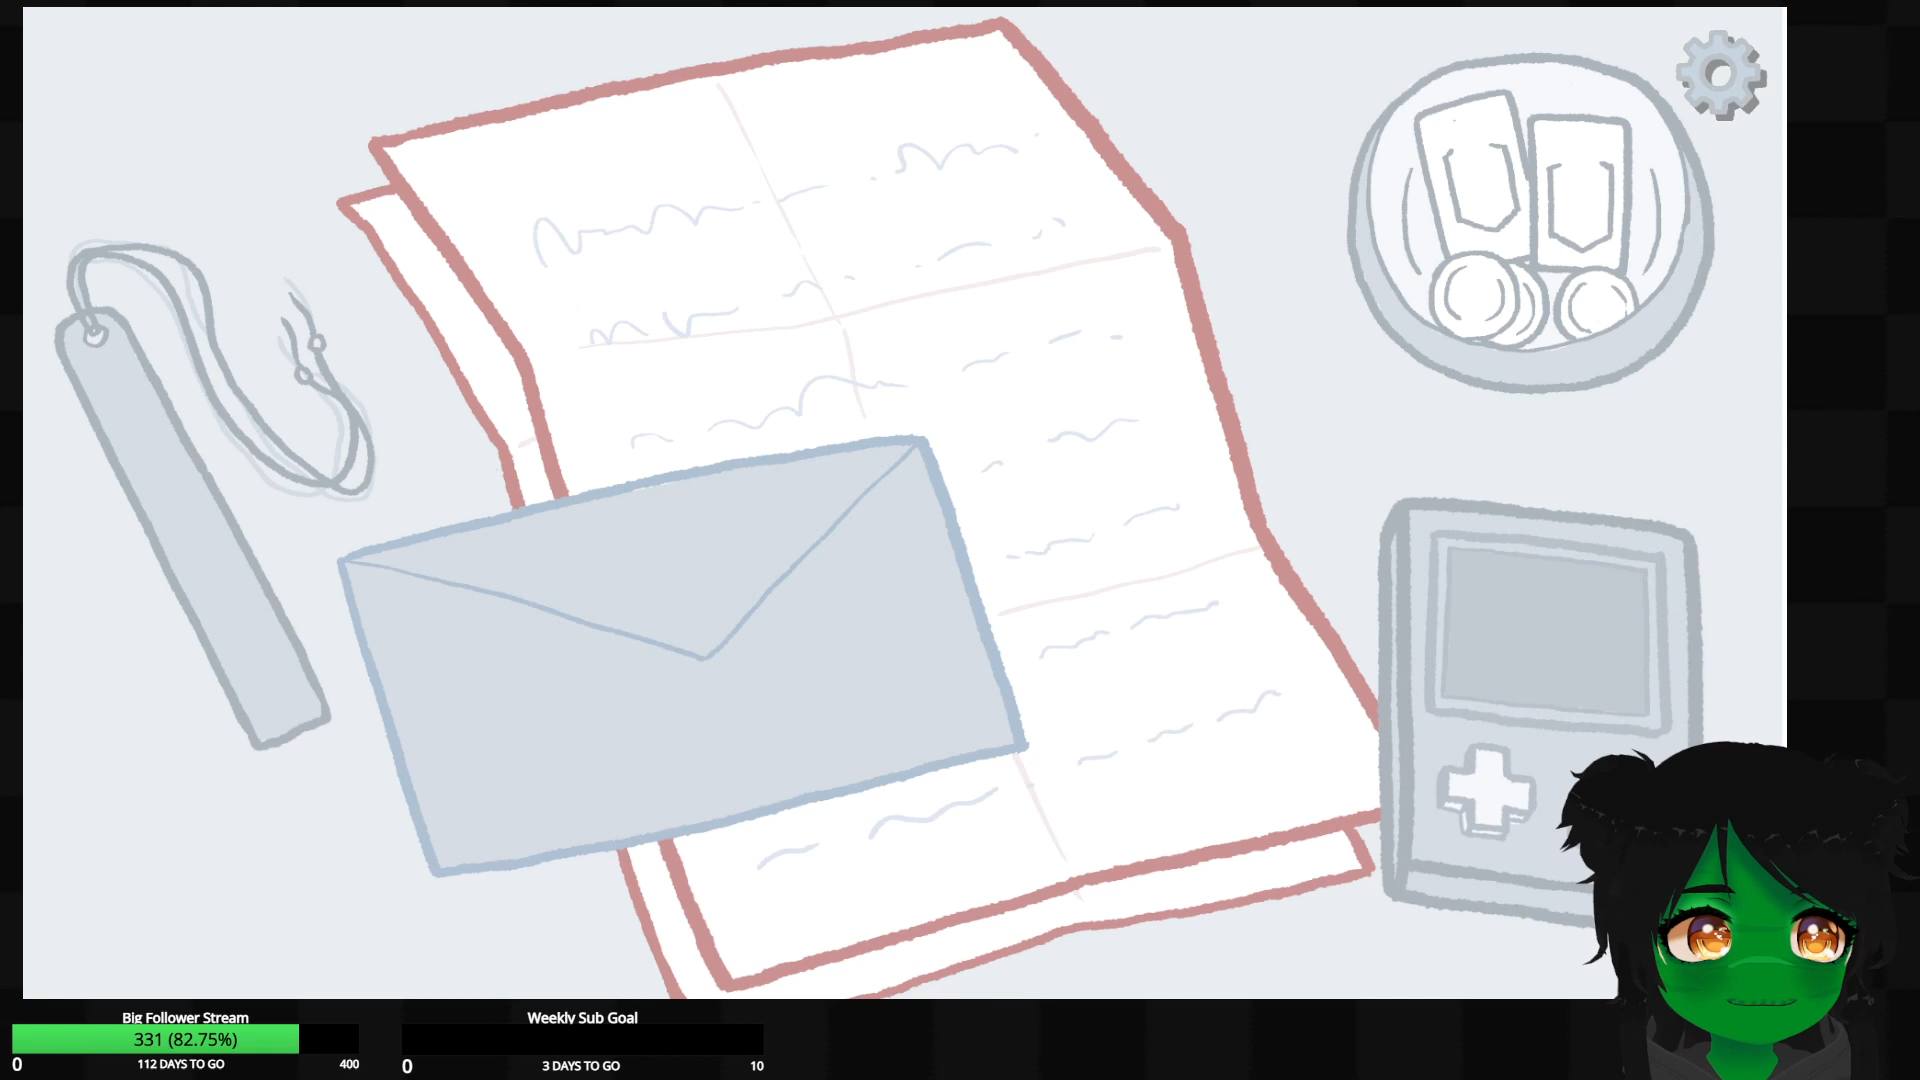 Big Follower Stream
331 (82.75%)
0
112 DAYS TO GO
400
Weekly Sub Goal
0
3 DAYS TO GO
10